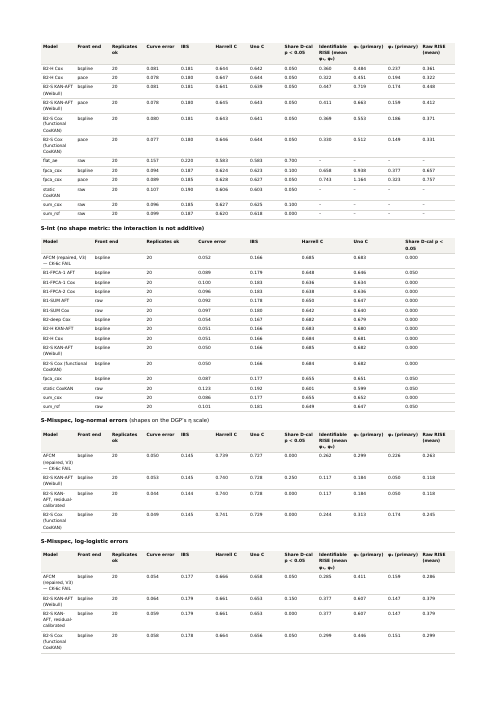 Model Front end Replicates ok Curve error IBS Harrell C Uno C Share D-cal p < 0.05 Identifiable RISE (mean φ₁, φ₂) φ₁ (primary) φ₂ (primary) Raw RISE (mean)
B2-H Cox bspline 20 0.081 0.181 0.644 0.642 0.050 0.360 0.484 0.237 0.361
B2-H Cox pace 20 0.078 0.180 0.647 0.644 0.050 0.322 0.451 0.194 0.322
B2-S KAN-AFT (Weibull) bspline 20 0.081 0.181 0.641 0.639 0.050 0.447 0.719 0.174 0.448
B2-S KAN-AFT (Weibull) pace 20 0.078 0.180 0.645 0.643 0.050 0.411 0.663 0.159 0.412
B2-S Cox (functional CoxKAN) bspline 20 0.080 0.181 0.643 0.641 0.050 0.369 0.553 0.186 0.371
B2-S Cox (functional CoxKAN) pace 20 0.077 0.180 0.646 0.644 0.050 0.330 0.512 0.149 0.331
flat_ae raw 20 0.157 0.220 0.583 0.583 0.700 – – – –
fpca_cox raw 20 0.094 0.187 0.623 0.623 0.100 0.658 0.938 0.377 0.657
fpca_cox pace 20 0.089 0.185 0.628 0.627 0.050 0.743 1.164 0.323 0.757
static CoxKAN raw 20 0.107 0.190 0.606 0.603 0.050 – – – –
sum_cox raw 20 0.096 0.185 0.627 0.625 0.100 – – – –
sum_rsf raw 20 0.099 0.187 0.620 0.618 0.000 – – – –
S-Int (no shape metric: the interaction is not additive)
Model Front end Replicates ok Curve error IBS Harrell C Uno C Share D-cal p < 0.05
AFCM (repaired, V3) — CK-6c FAIL bspline 20 0.052 0.166 0.685 0.683 0.000
B1-FPCA-1 AFT bspline 20 0.089 0.179 0.648 0.646 0.050
B1-FPCA-1 Cox bspline 20 0.100 0.183 0.636 0.634 0.000
B1-FPCA-2 Cox bspline 20 0.096 0.183 0.638 0.636 0.000
B1-SUM AFT raw 20 0.092 0.178 0.650 0.647 0.000
B1-SUM Cox raw 20 0.097 0.180 0.642 0.640 0.000
B2-deep Cox bspline 20 0.054 0.167 0.682 0.679 0.000
B2-H KAN-AFT bspline 20 0.051 0.166 0.683 0.680 0.000
B2-H Cox bspline 20 0.051 0.166 0.684 0.681 0.000
B2-S KAN-AFT (Weibull) bspline 20 0.050 0.166 0.685 0.682 0.000
B2-S Cox (functional CoxKAN) bspline 20 0.050 0.166 0.684 0.682 0.000
fpca_cox bspline 20 0.087 0.177 0.655 0.651 0.050
static CoxKAN raw 20 0.123 0.192 0.601 0.599 0.050
sum_cox raw 20 0.086 0.177 0.655 0.652 0.000
sum_rsf raw 20 0.101 0.181 0.649 0.647 0.050
S-Misspec, log-normal errors (shapes on the DGP's η scale)
Model Front end Replicates ok Curve error IBS Harrell C Uno C Share D-cal p < 0.05 Identifiable RISE (mean φ₁, φ₂) φ₁ (primary) φ₂ (primary) Raw RISE (mean)
AFCM (repaired, V3) — CK-6c FAIL bspline 20 0.050 0.145 0.739 0.727 0.000 0.262 0.299 0.226 0.263
B2-S KAN-AFT (Weibull) bspline 20 0.053 0.145 0.740 0.728 0.250 0.117 0.184 0.050 0.118
B2-S KAN-AFT, residual-calibrated bspline 20 0.044 0.144 0.740 0.728 0.000 0.117 0.184 0.050 0.118
B2-S Cox (functional CoxKAN) bspline 20 0.049 0.145 0.741 0.729 0.000 0.244 0.313 0.174 0.245
S-Misspec, log-logistic errors
Model Front end Replicates ok Curve error IBS Harrell C Uno C Share D-cal p < 0.05 Identifiable RISE (mean φ₁, φ₂) φ₁ (primary) φ₂ (primary) Raw RISE (mean)
AFCM (repaired, V3) — CK-6c FAIL bspline 20 0.054 0.177 0.666 0.658 0.050 0.285 0.411 0.159 0.286
B2-S KAN-AFT (Weibull) bspline 20 0.064 0.179 0.661 0.653 0.150 0.377 0.607 0.147 0.379
B2-S KAN-AFT, residual-calibrated bspline 20 0.059 0.179 0.661 0.653 0.000 0.377 0.607 0.147 0.379
B2-S Cox (functional CoxKAN) bspline 20 0.058 0.178 0.664 0.656 0.050 0.299 0.446 0.151 0.299